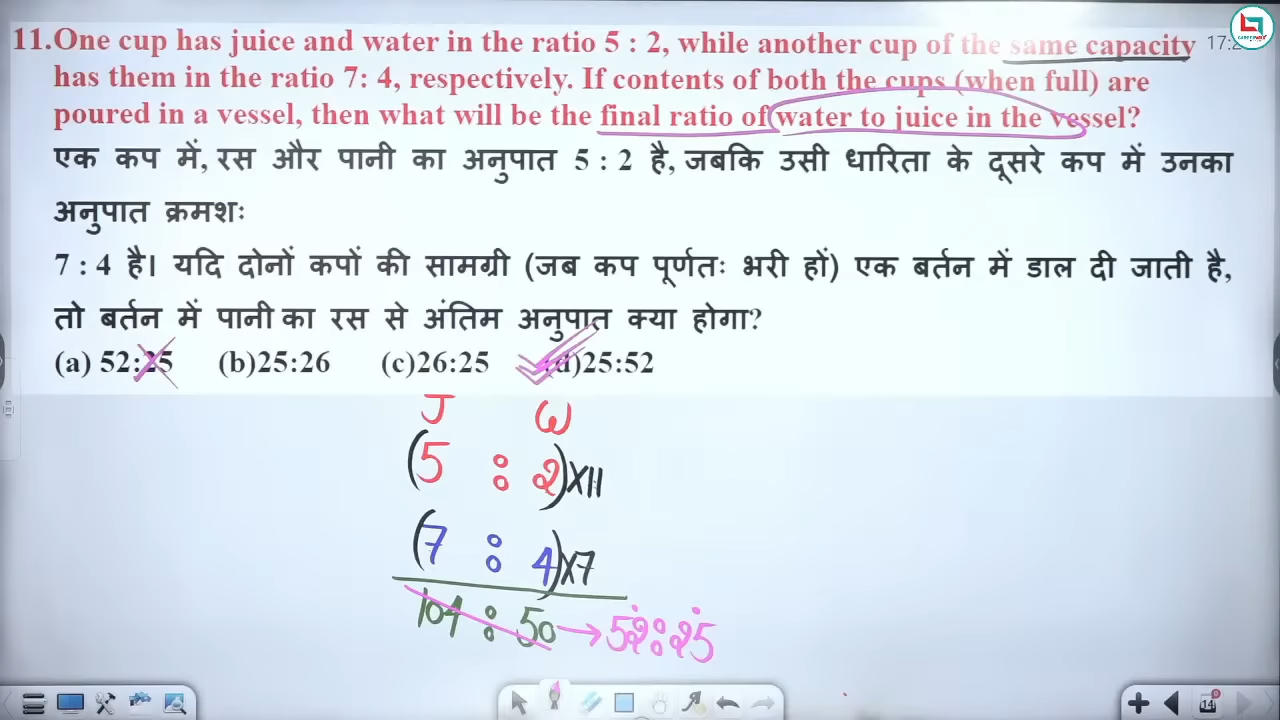 11.One cup has juice and water in the ratio 5 : 2, while another cup of the same capacity
has them in the ratio 7: 4, respectively. If contents of both the cups (when full) are
poured in a vessel, then what will be the final ratio of water to juice in the vessel?
एक कप में, रस और पानी का अनुपात 5 : 2 है, जबकि उसी धारिता के दूसरे कप में उनका
अनुपात क्रमशः
7 : 4 है। यदि दोनों कपों की सामग्री (जब कप पूर्णतः भरी हों) एक बर्तन में डाल दी जाती है,
तो बर्तन में पानी का रस से अंतिम अनुपात क्या होगा?
(a) 52:25 (b)25:26 (c)26:25 (d)25:52
J W
(5 : 2)×11
(7 : 4)×7
104 : 50 → 52:25
14